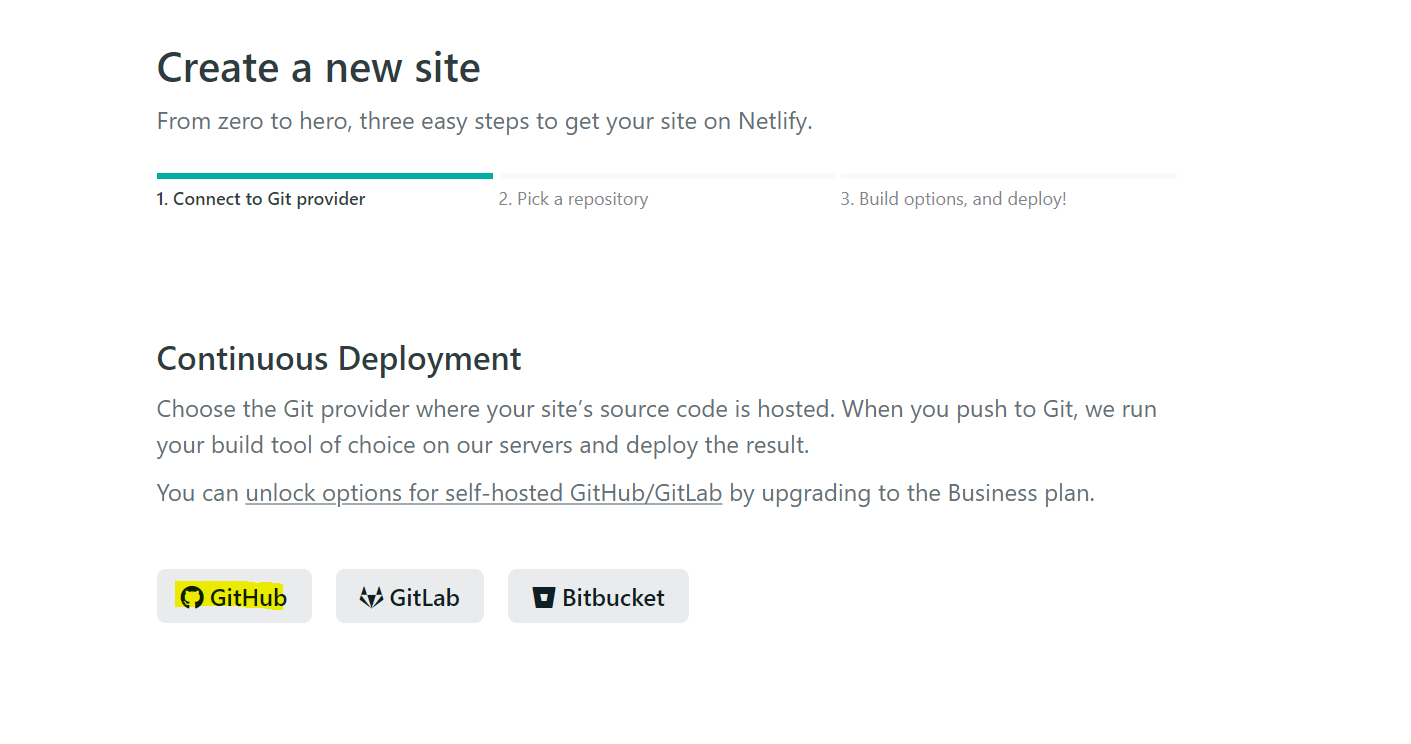 Create a new site
From zero to hero, three easy steps to get your site on Netlify.
1. Connect to Git provider
2. Pick a repository
3. Build options, and deploy!
Continuous Deployment
Choose the Git provider where your site’s source code is hosted. When you push to Git, we run
your build tool of choice on our servers and deploy the result.
You can unlock options for self-hosted GitHub/GitLab by upgrading to the Business plan.
GitHub
GitLab
Bitbucket